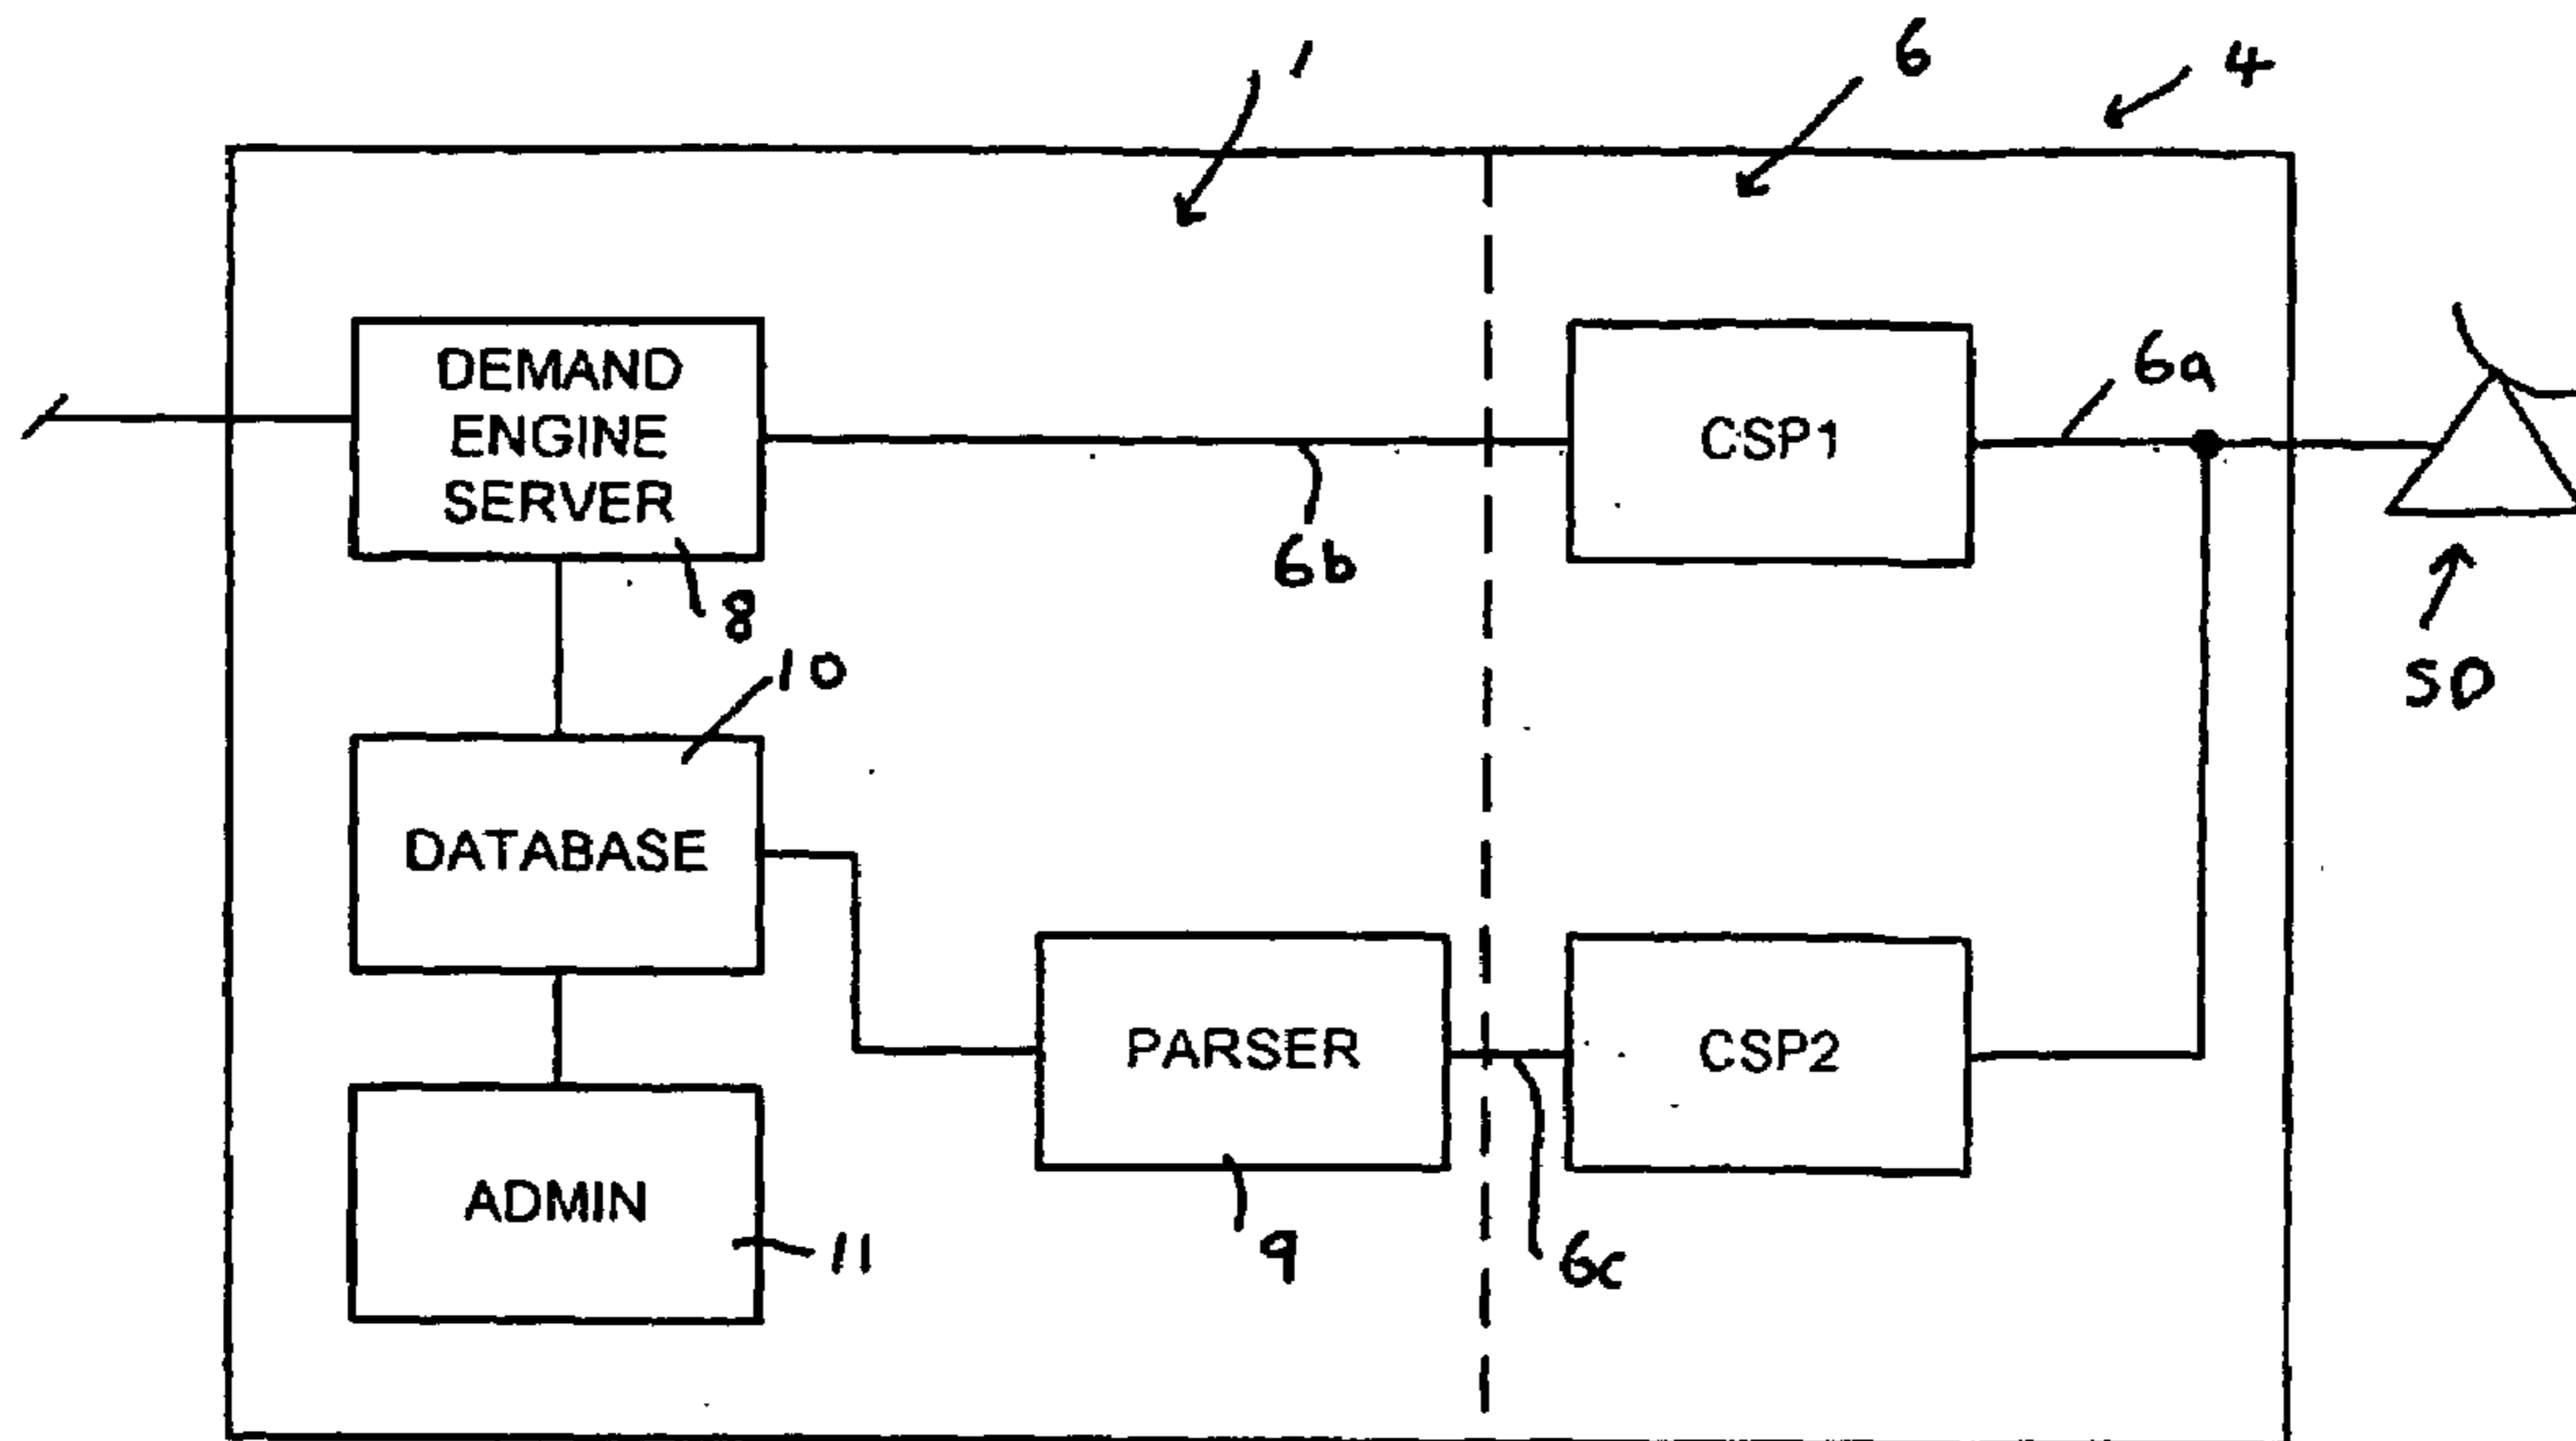 1
6
4
DEMAND
ENGINE
SERVER
8
6b
CSP1
6a
50
10
DATABASE
PARSER
9
CSP2
6c
ADMIN
11